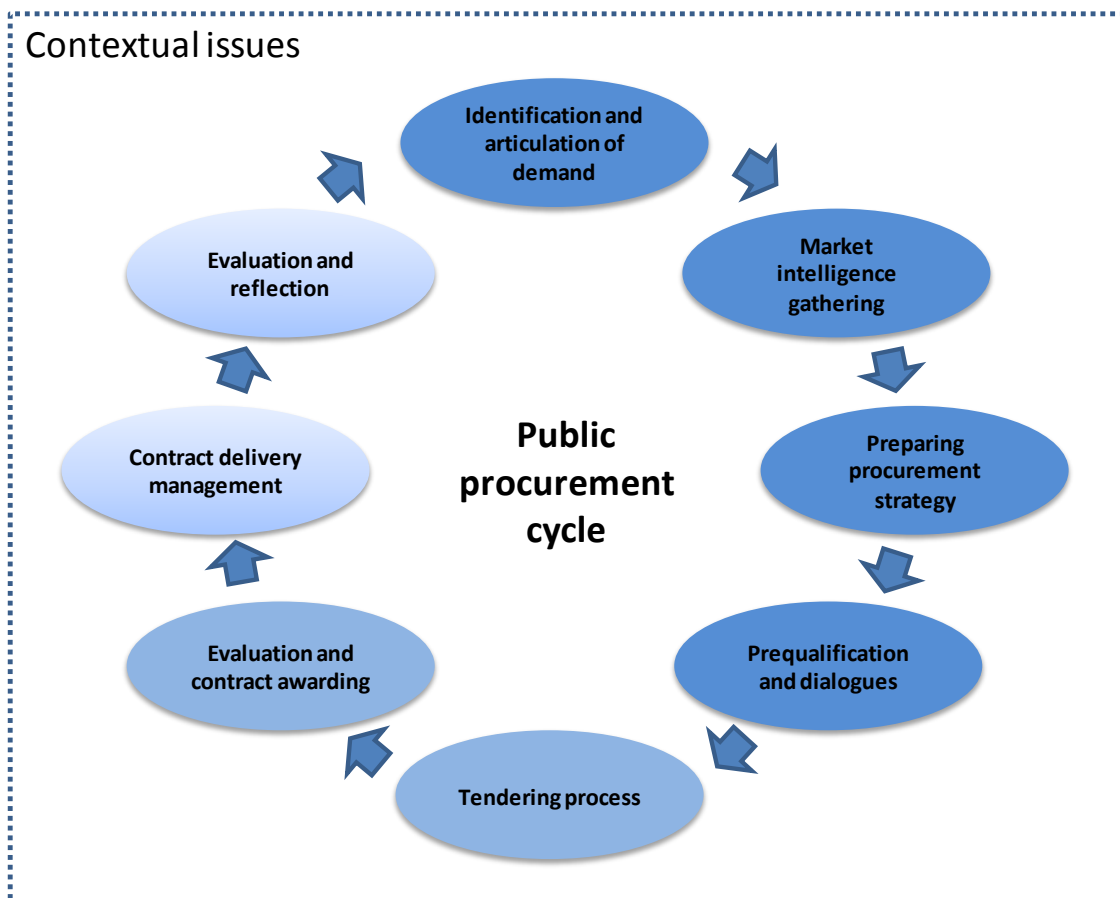 Contextual issues
Identification and
articulation of
demand
Market
intelligence
gathering
Preparing
procurement
strategy
Prequalification
and dialogues
Tendering process
Evaluation and
contract awarding
Contract delivery
management
Evaluation and
reflection
Public
procurement
cycle